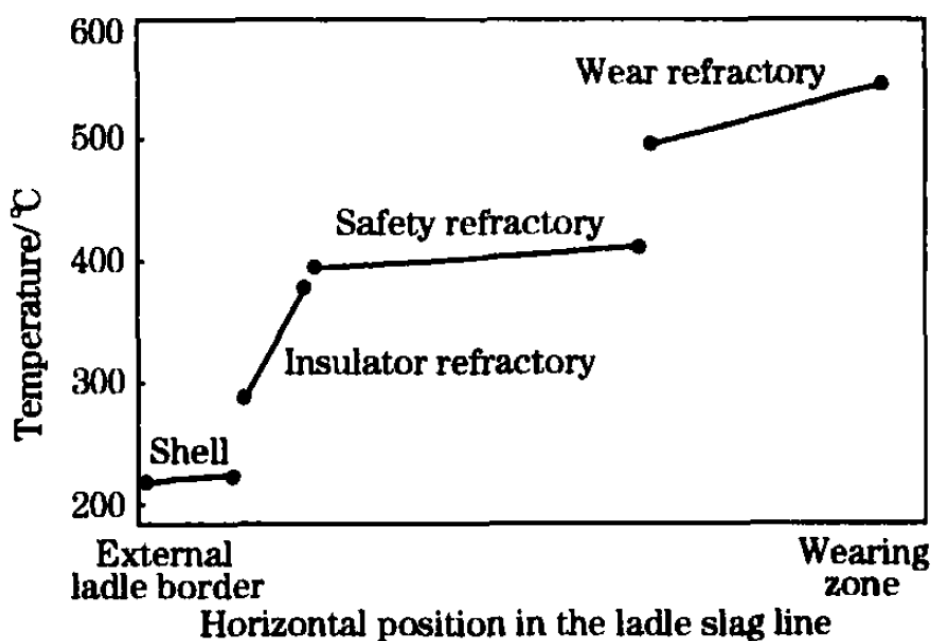 600
Wear refractory
500
Safety refractory
400
Insulator refractory
300
Shell
200
Temperature/℃
External
ladle border
Wearing
zone
Horizontal position in the ladle slag line